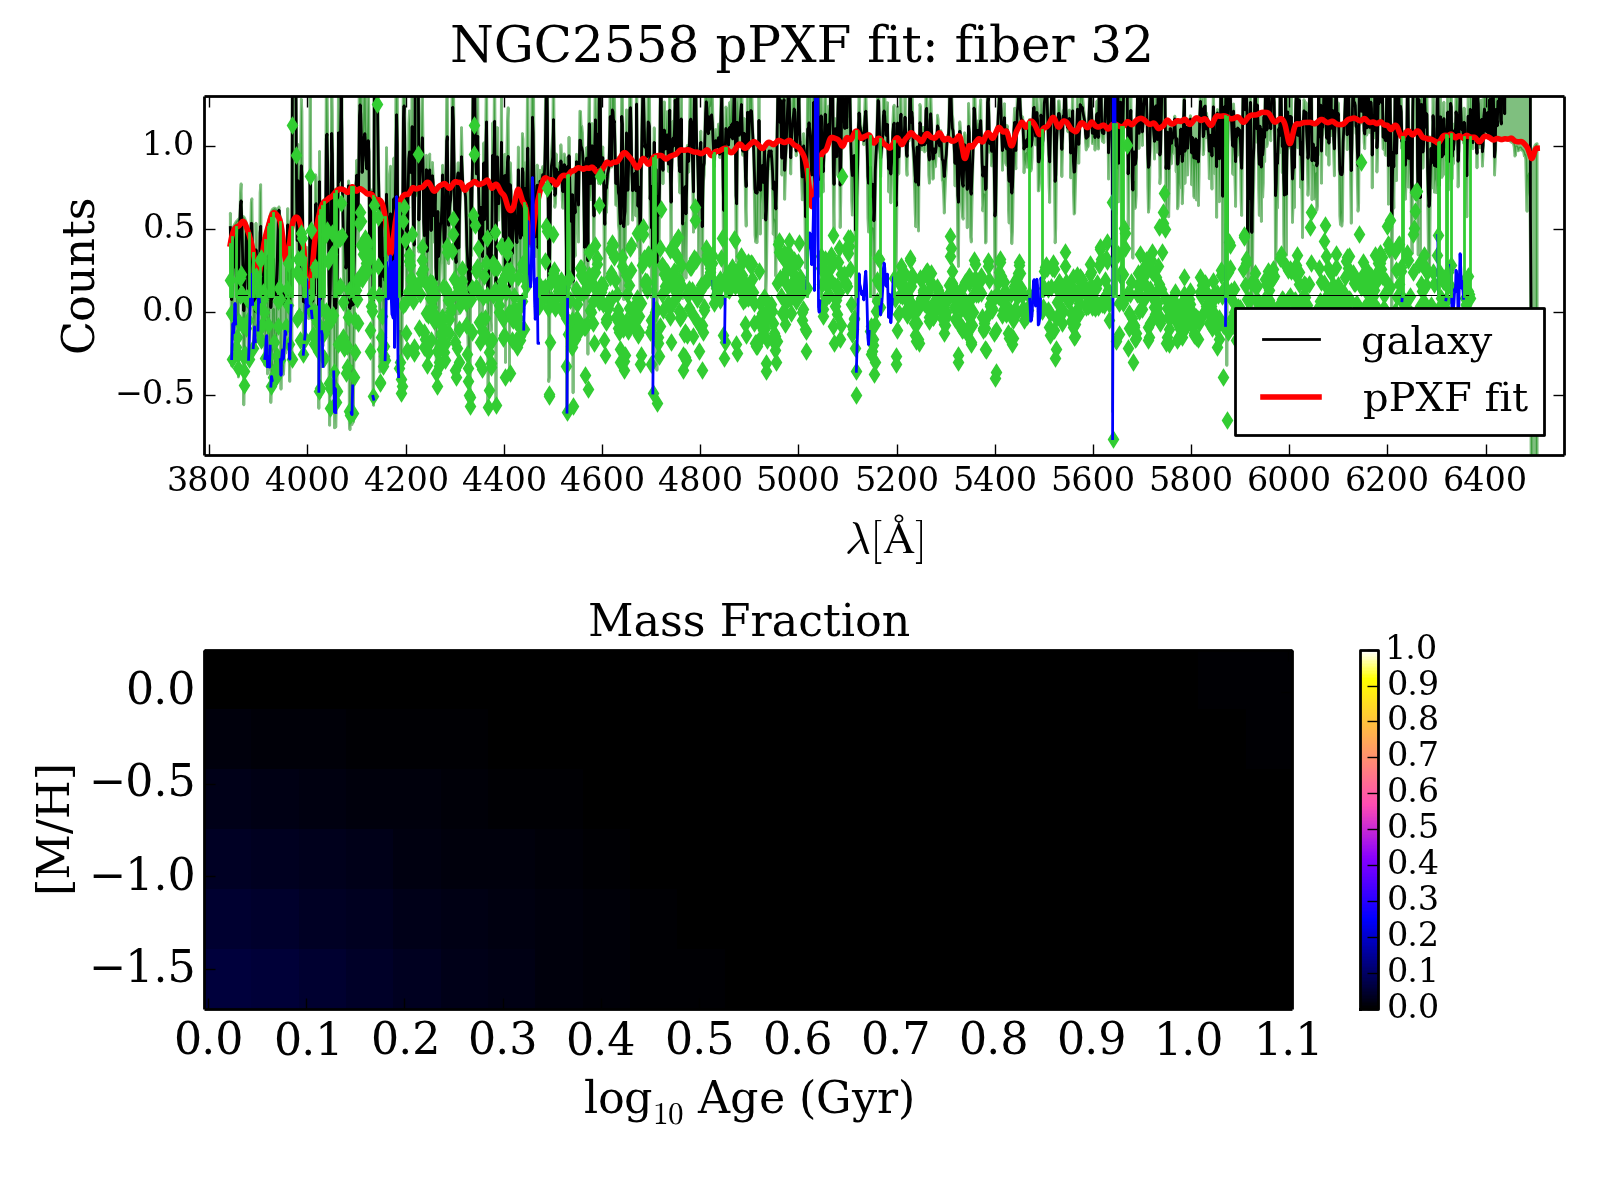 NGC2558 pPXF fit: fiber 32
Counts
1.0
0.5
0.0
−0.5
galaxy
pPXF fit
3800 4000 4200 4400 4600 4800 5000 5200 5400 5600 5800 6000 6200 6400
λ[Å]
Mass Fraction
[M/H]
0.0
−0.5
−1.0
−1.5
0.0 0.1 0.2 0.3 0.4 0.5 0.6 0.7 0.8 0.9 1.0 1.1
log₁₀ Age (Gyr)
1.0
0.9
0.8
0.7
0.6
0.5
0.4
0.3
0.2
0.1
0.0